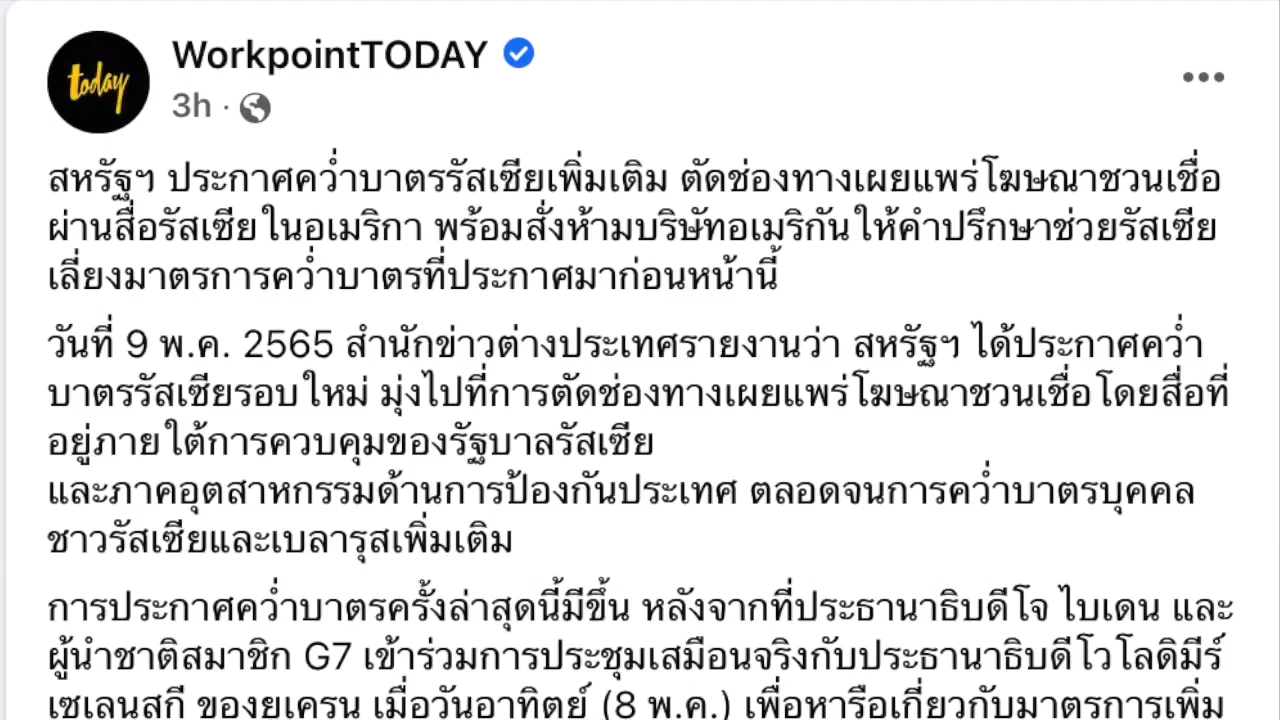 today
WorkpointTODAY
3h ·
สหรัฐฯ ประกาศคว่ำบาตรรัสเซียเพิ่มเติม ตัดช่องทางเผยแพร่โฆษณาชวนเชื่อ
ผ่านสื่อรัสเซียในอเมริกา พร้อมสั่งห้ามบริษัทอเมริกันให้คำปรึกษาช่วยรัสเซีย
เลี่ยงมาตรการคว่ำบาตรที่ประกาศมาก่อนหน้านี้
วันที่ 9 พ.ค. 2565 สำนักข่าวต่างประเทศรายงานว่า สหรัฐฯ ได้ประกาศคว่ำ
บาตรรัสเซียรอบใหม่ มุ่งไปที่การตัดช่องทางเผยแพร่โฆษณาชวนเชื่อโดยสื่อที่
อยู่ภายใต้การควบคุมของรัฐบาลรัสเซีย
และภาคอุตสาหกรรมด้านการป้องกันประเทศ ตลอดจนการคว่ำบาตรบุคคล
ชาวรัสเซียและเบลารุสเพิ่มเติม
การประกาศคว่ำบาตรครั้งล่าสุดนี้มีขึ้น หลังจากที่ประธานาธิบดีโจ ไบเดน และ
ผู้นำชาติสมาชิก G7 เข้าร่วมการประชุมเสมือนจริงกับประธานาธิบดีโวโลดิมีร์
เซเลนสกี ของยูเครน เมื่อวันอาทิตย์ (8 พ.ค.) เพื่อหารือเกี่ยวกับมาตรการเพิ่ม